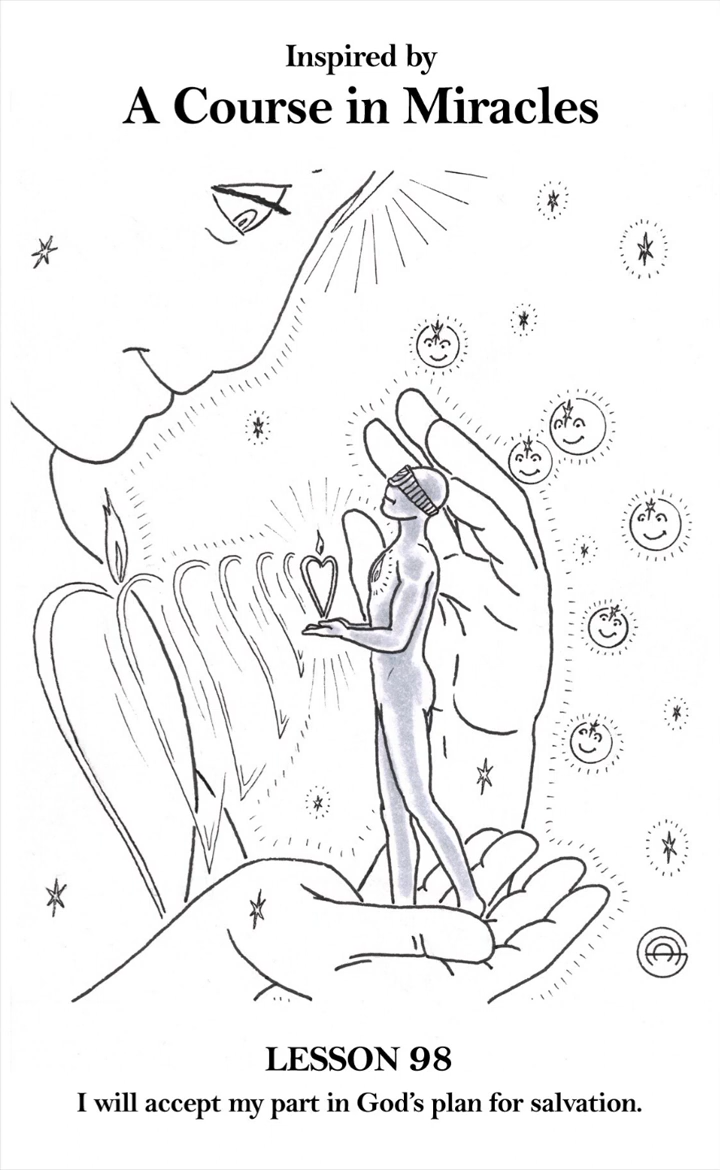 Inspired by
A Course in Miracles
LESSON 98
I will accept my part in God’s plan for salvation.